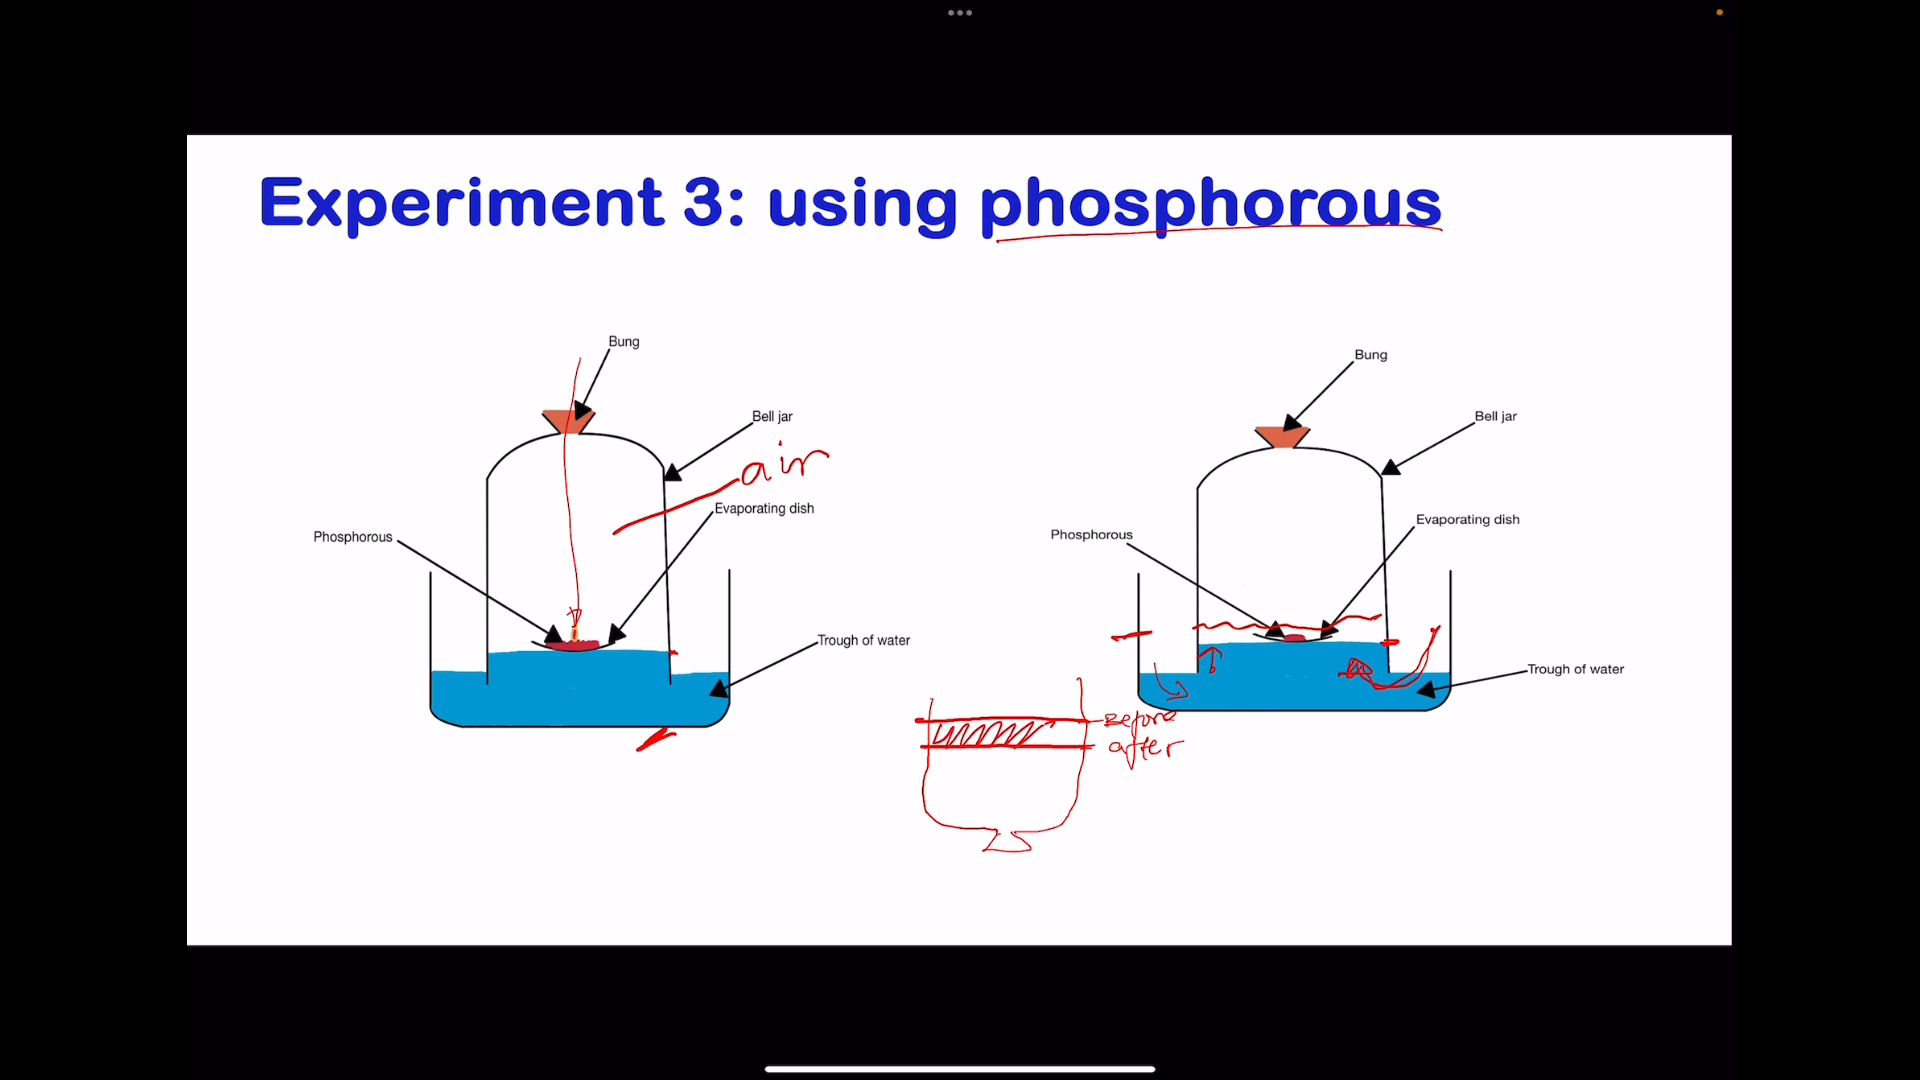 Experiment 3: using phosphorous
Bung
Bell jar
air
Evaporating dish
Phosphorous
Trough of water
Bung
Bell jar
Evaporating dish
Phosphorous
Trough of water
Before
after